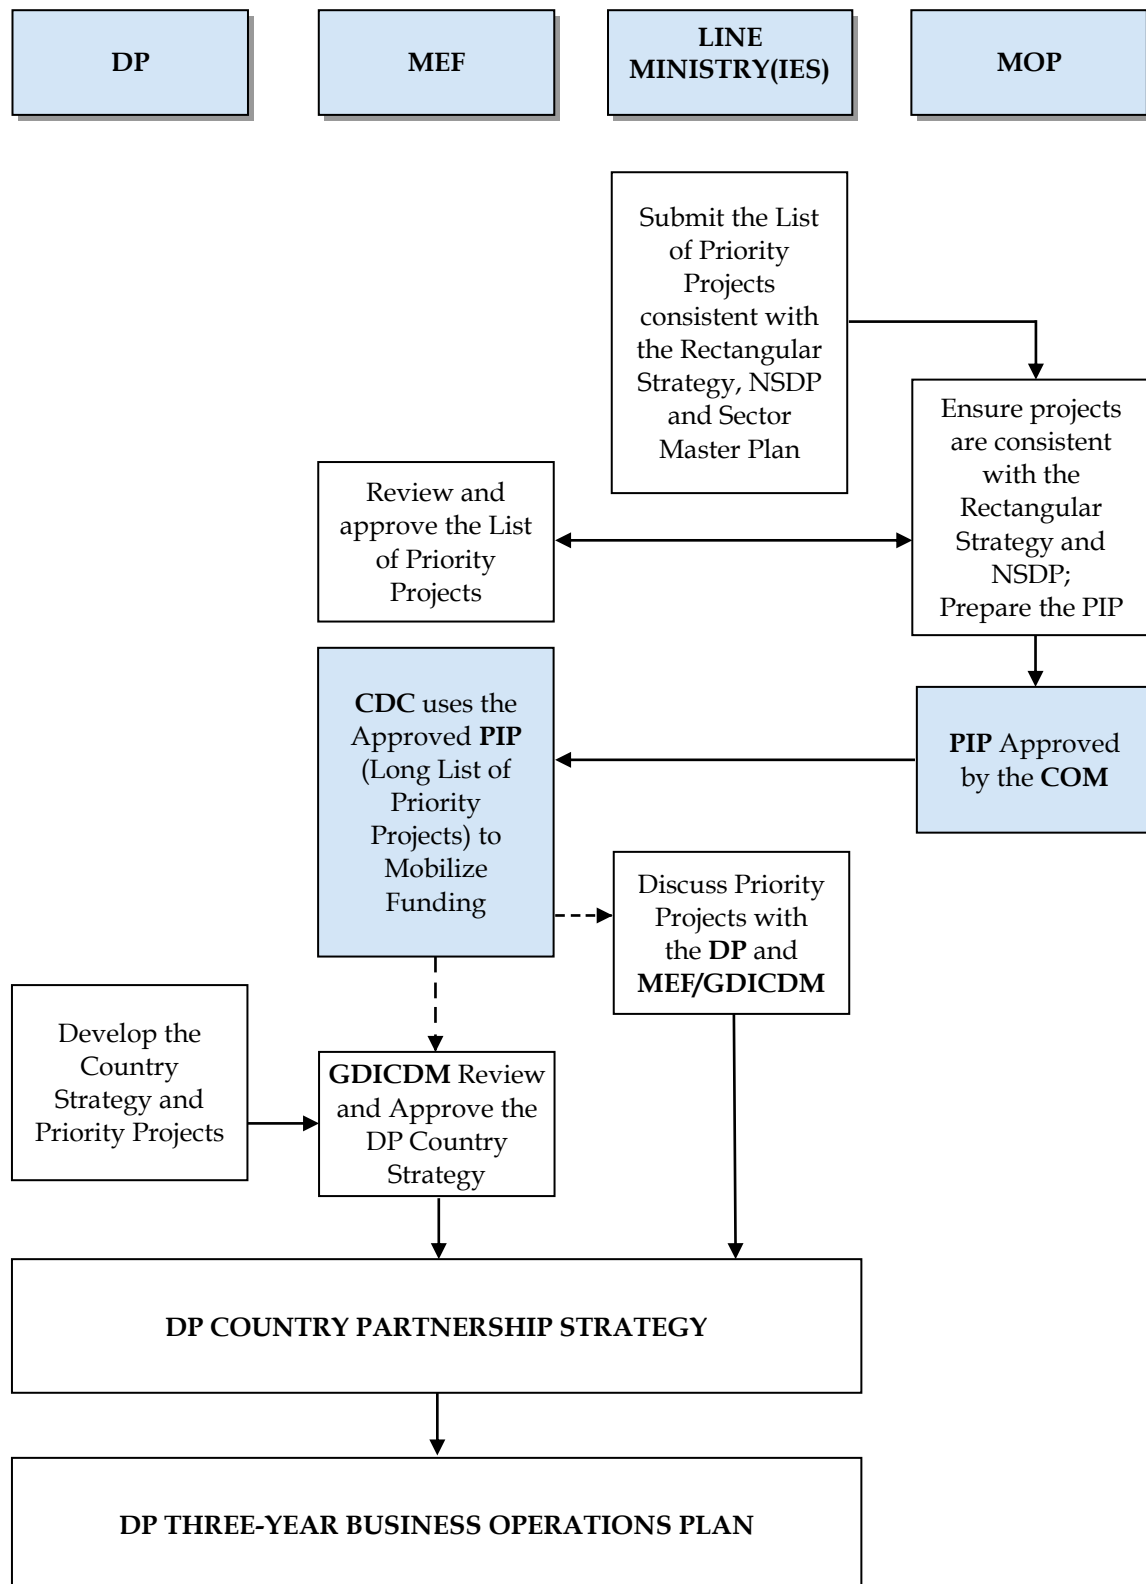 DP
MEF
LINE
MINISTRY(IES)
MOP
Submit the List
of Priority
Projects
consistent with
the Rectangular
Strategy, NSDP
and Sector
Master Plan
Ensure projects
are consistent
with the
Rectangular
Strategy and
NSDP;
Prepare the PIP
Review and
approve the List
of Priority
Projects
CDC uses the
Approved PIP
(Long List of
Priority
Projects) to
Mobilize
Funding
PIP Approved
by the COM
Discuss Priority
Projects with
the DP and
MEF/GDICDM
Develop the
Country
Strategy and
Priority Projects
GDICDM Review
and Approve the
DP Country
Strategy
DP COUNTRY PARTNERSHIP STRATEGY
DP THREE-YEAR BUSINESS OPERATIONS PLAN